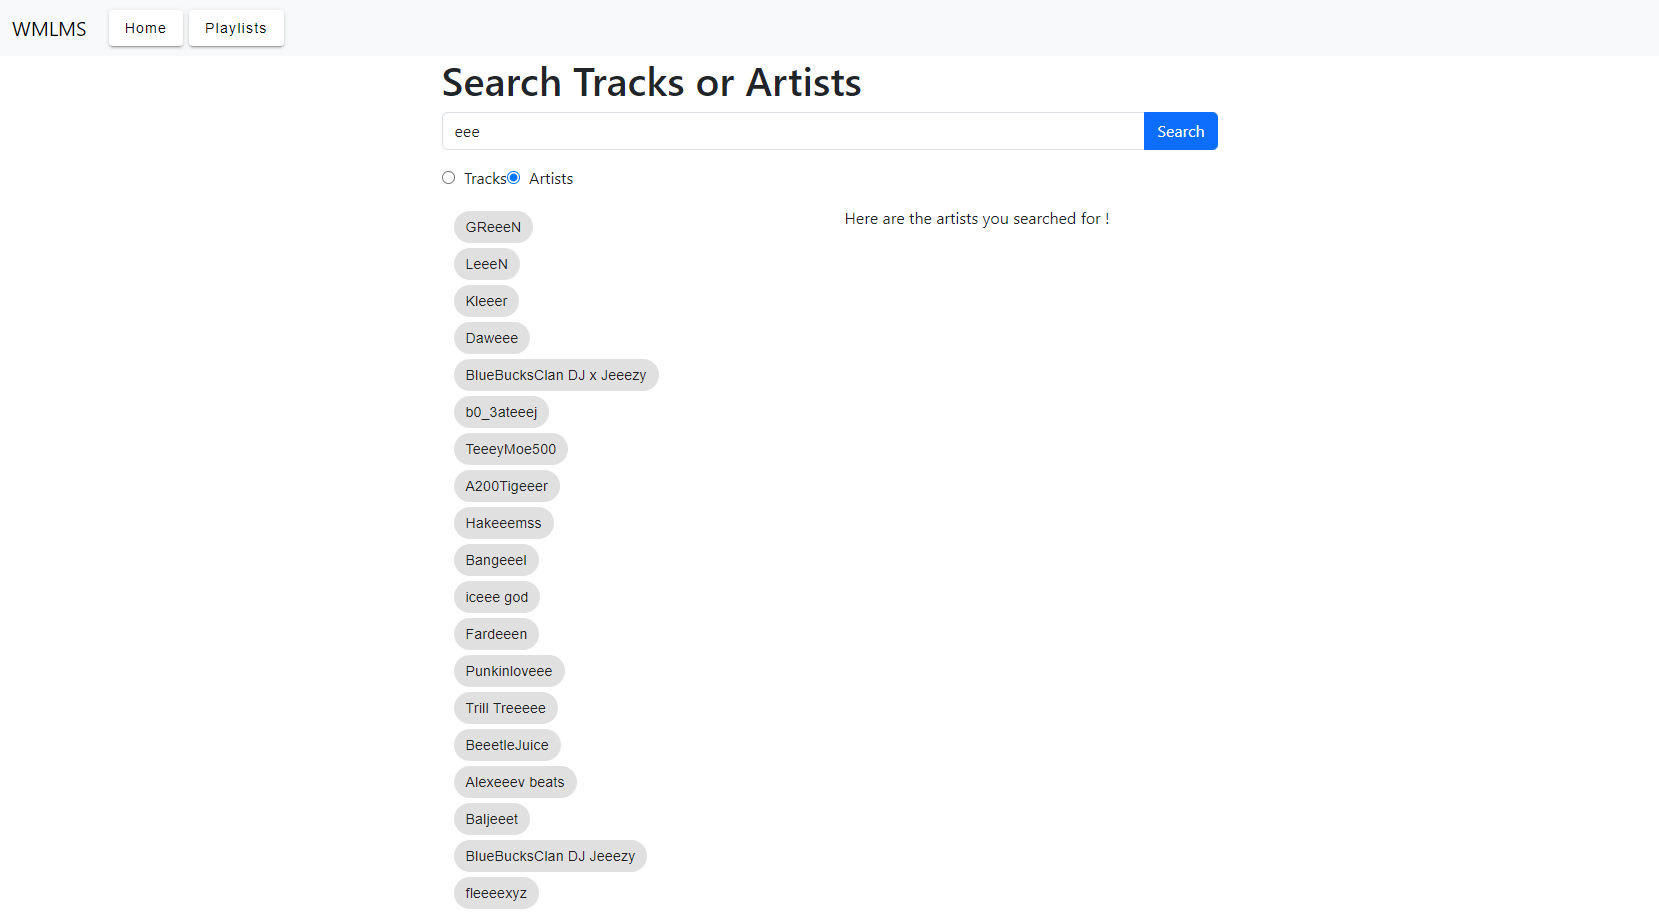 WMLMS Home Playlists
Search Tracks or Artists
eee Search
Tracks Artists
GReeeN
LeeeN
Kleeer
Daweee
BlueBucksClan DJ x Jeeezy
b0_3ateeej
TeeeyMoe500
A200Tigeeer
Hakeeemss
Bangeeel
iceee god
Fardeeen
Punkinloveee
Trill Treeeee
BeeetleJuice
Alexeeev beats
Baljeeet
BlueBucksClan DJ Jeeezy
fleeeexyz
Here are the artists you searched for !